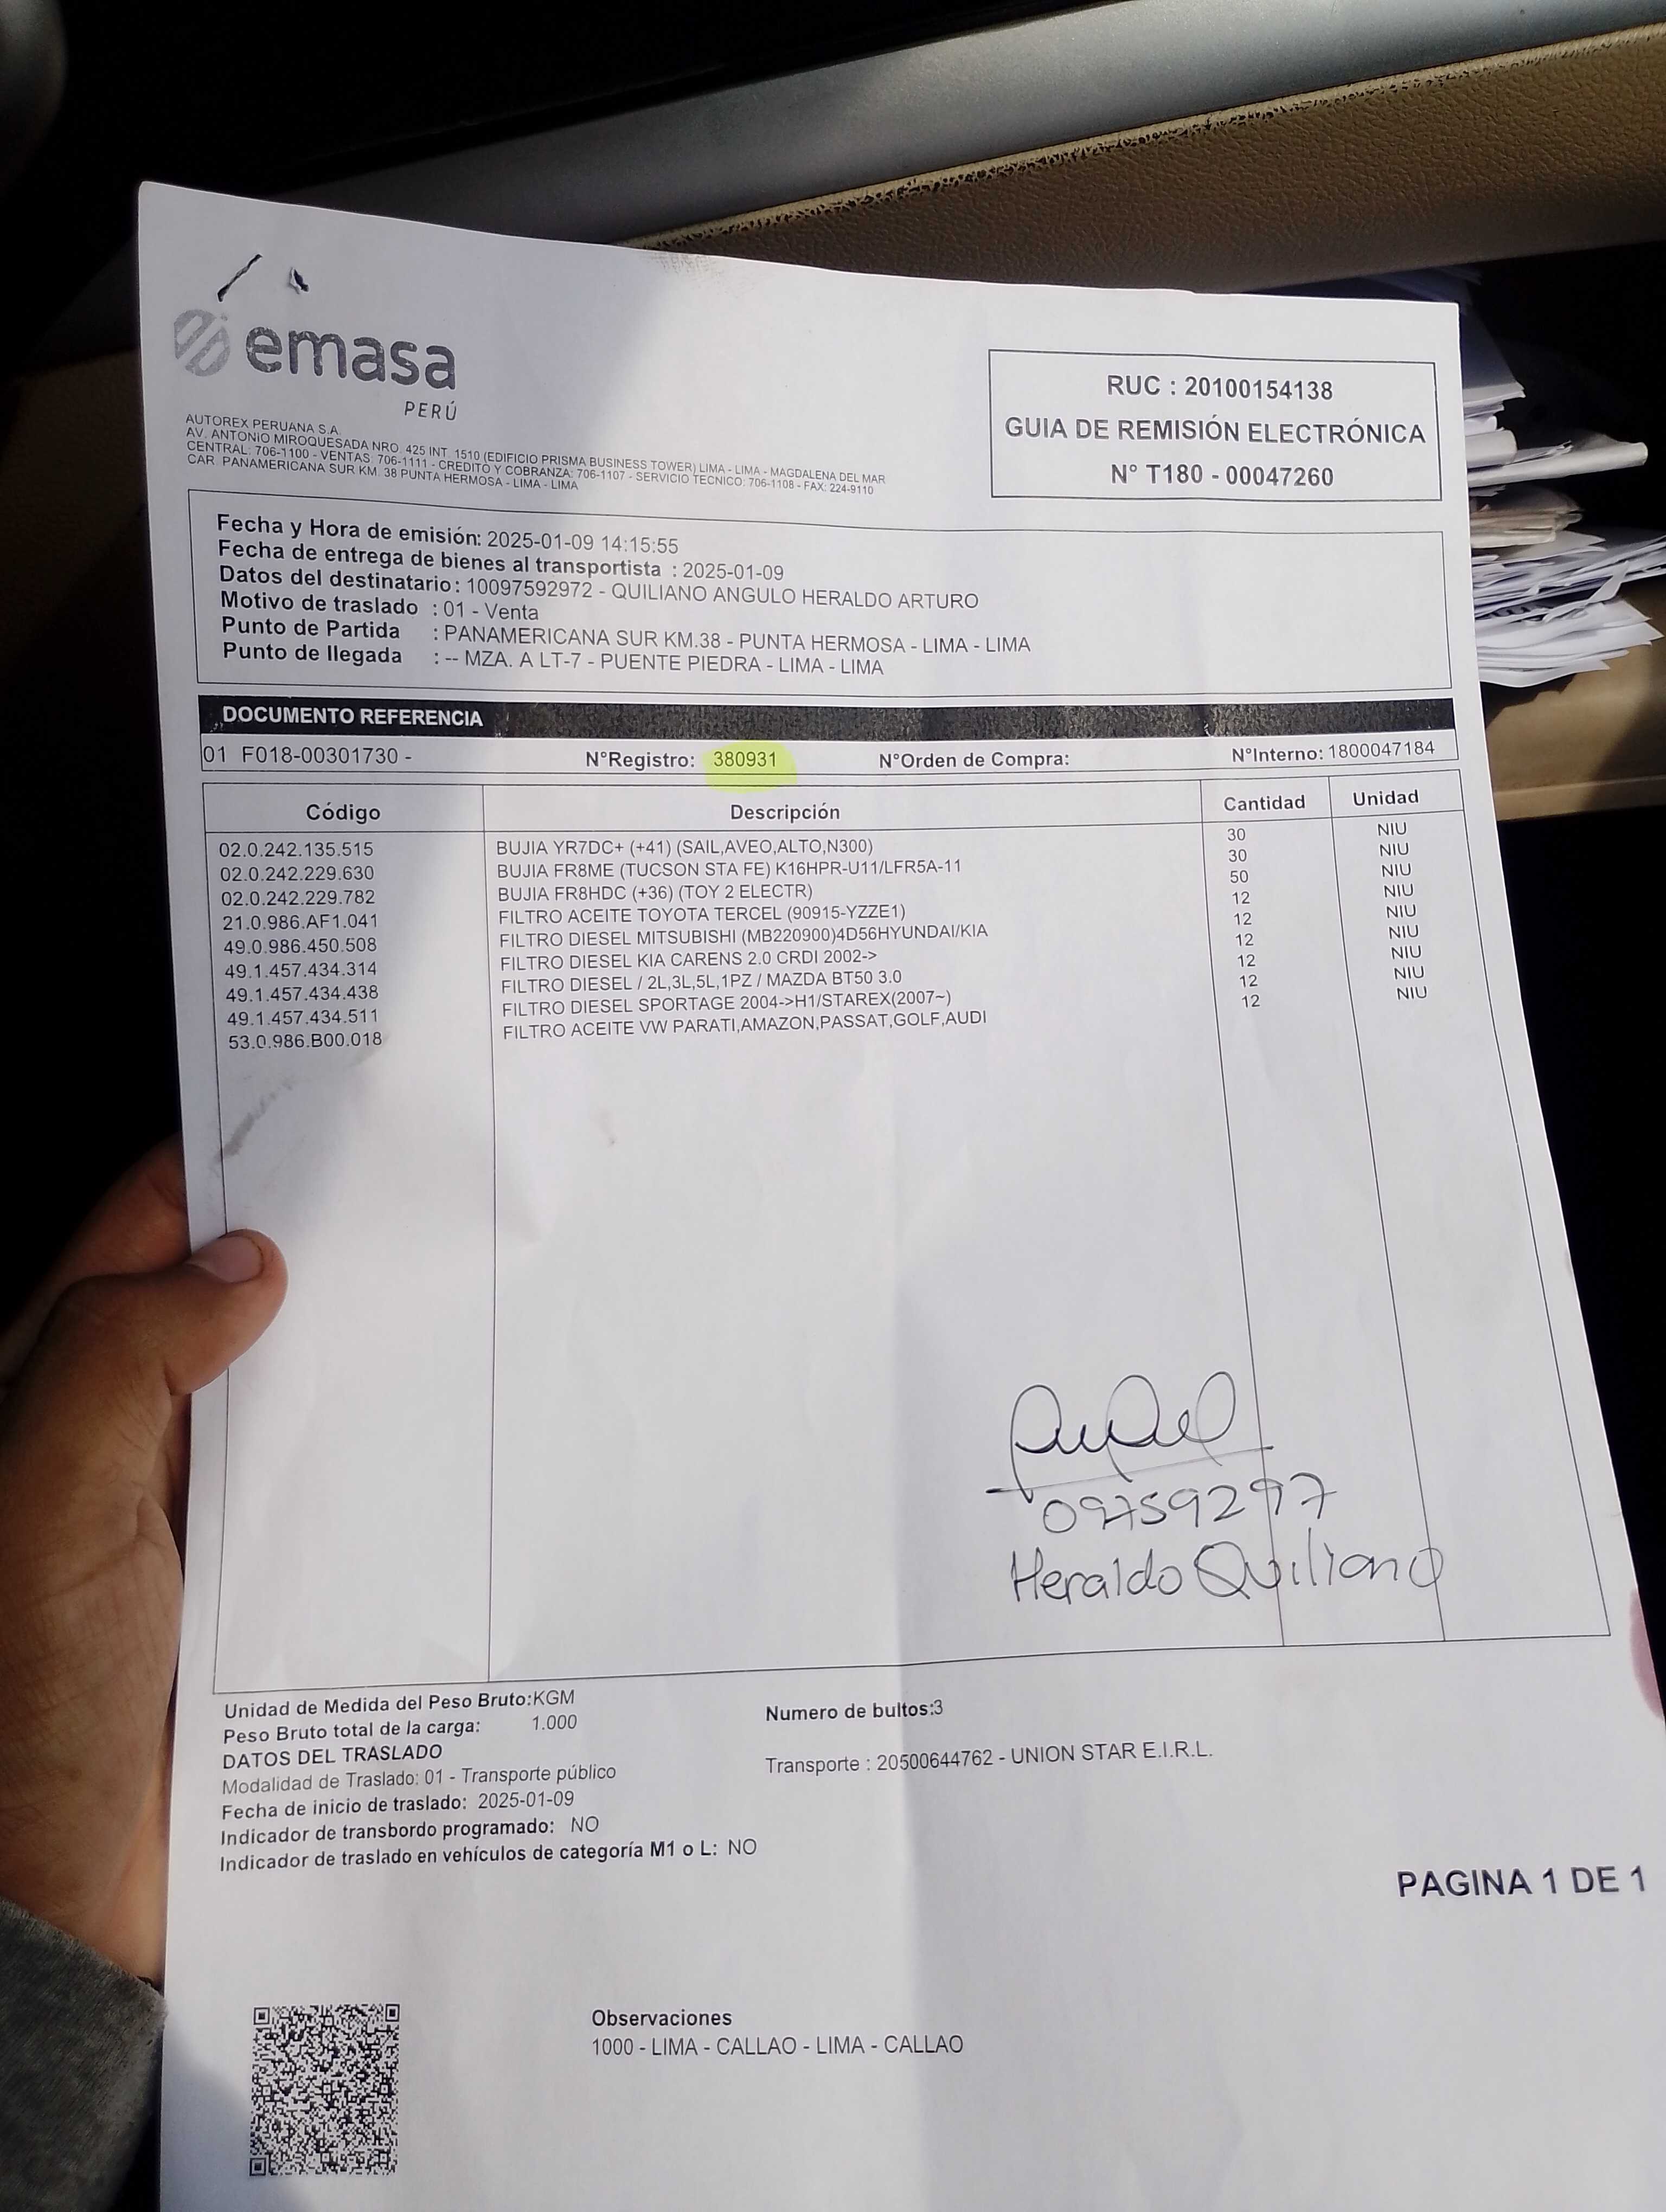 emasa
PERÚ
AUTOREX PERUANA S.A.
AV. ANTONIO MIROQUESADA NRO. 425 INT. 1510 (EDIFICIO PRISMA BUSINESS TOWER) LIMA - LIMA - MAGDALENA DEL MAR
CENTRAL: 706-1100 - VENTAS: 706-1111 - CREDITO Y COBRANZA: 706-1107 - SERVICIO TECNICO: 706-1108 - FAX: 224-9110
CAR. PANAMERICANA SUR KM. 38 PUNTA HERMOSA - LIMA - LIMA
RUC : 20100154138
GUIA DE REMISIÓN ELECTRÓNICA
N° T180 - 00047260
Fecha y Hora de emisión: 2025-01-09 14:15:55
Fecha de entrega de bienes al transportista : 2025-01-09
Datos del destinatario : 10097592972 - QUILIANO ANGULO HERALDO ARTURO
Motivo de traslado : 01 - Venta
Punto de Partida : PANAMERICANA SUR KM.38 - PUNTA HERMOSA - LIMA - LIMA
Punto de llegada : -- MZA. A LT-7 - PUENTE PIEDRA - LIMA - LIMA
DOCUMENTO REFERENCIA
01 F018-00301730 - N°Registro: 380931 N°Orden de Compra: N°Interno: 1800047184
Código Descripción Cantidad Unidad
02.0.242.135.515 BUJIA YR7DC+ (+41) (SAIL,AVEO,ALTO,N300) 30 NIU
02.0.242.229.630 BUJIA FR8ME (TUCSON STA FE) K16HPR-U11/LFR5A-11 30 NIU
02.0.242.229.782 BUJIA FR8HDC (+36) (TOY 2 ELECTR) 50 NIU
21.0.986.AF1.041 FILTRO ACEITE TOYOTA TERCEL (90915-YZZE1) 12 NIU
49.0.986.450.508 FILTRO DIESEL MITSUBISHI (MB220900)4D56HYUNDAI/KIA 12 NIU
49.1.457.434.314 FILTRO DIESEL KIA CARENS 2.0 CRDI 2002-> 12 NIU
49.1.457.434.438 FILTRO DIESEL / 2L,3L,5L,1PZ / MAZDA BT50 3.0 12 NIU
49.1.457.434.511 FILTRO DIESEL SPORTAGE 2004->H1/STAREX(2007~) 12 NIU
53.0.986.B00.018 FILTRO ACEITE VW PARATI,AMAZON,PASSAT,GOLF,AUDI 12 NIU
09759297
Heraldo Quiliano
Unidad de Medida del Peso Bruto:KGM
Peso Bruto total de la carga: 1.000
Numero de bultos:3
DATOS DEL TRASLADO
Modalidad de Traslado: 01 - Transporte público
Transporte : 20500644762 - UNION STAR E.I.R.L.
Fecha de inicio de traslado: 2025-01-09
Indicador de transbordo programado: NO
Indicador de traslado en vehículos de categoría M1 o L: NO
PAGINA 1 DE 1
Observaciones
1000 - LIMA - CALLAO - LIMA - CALLAO